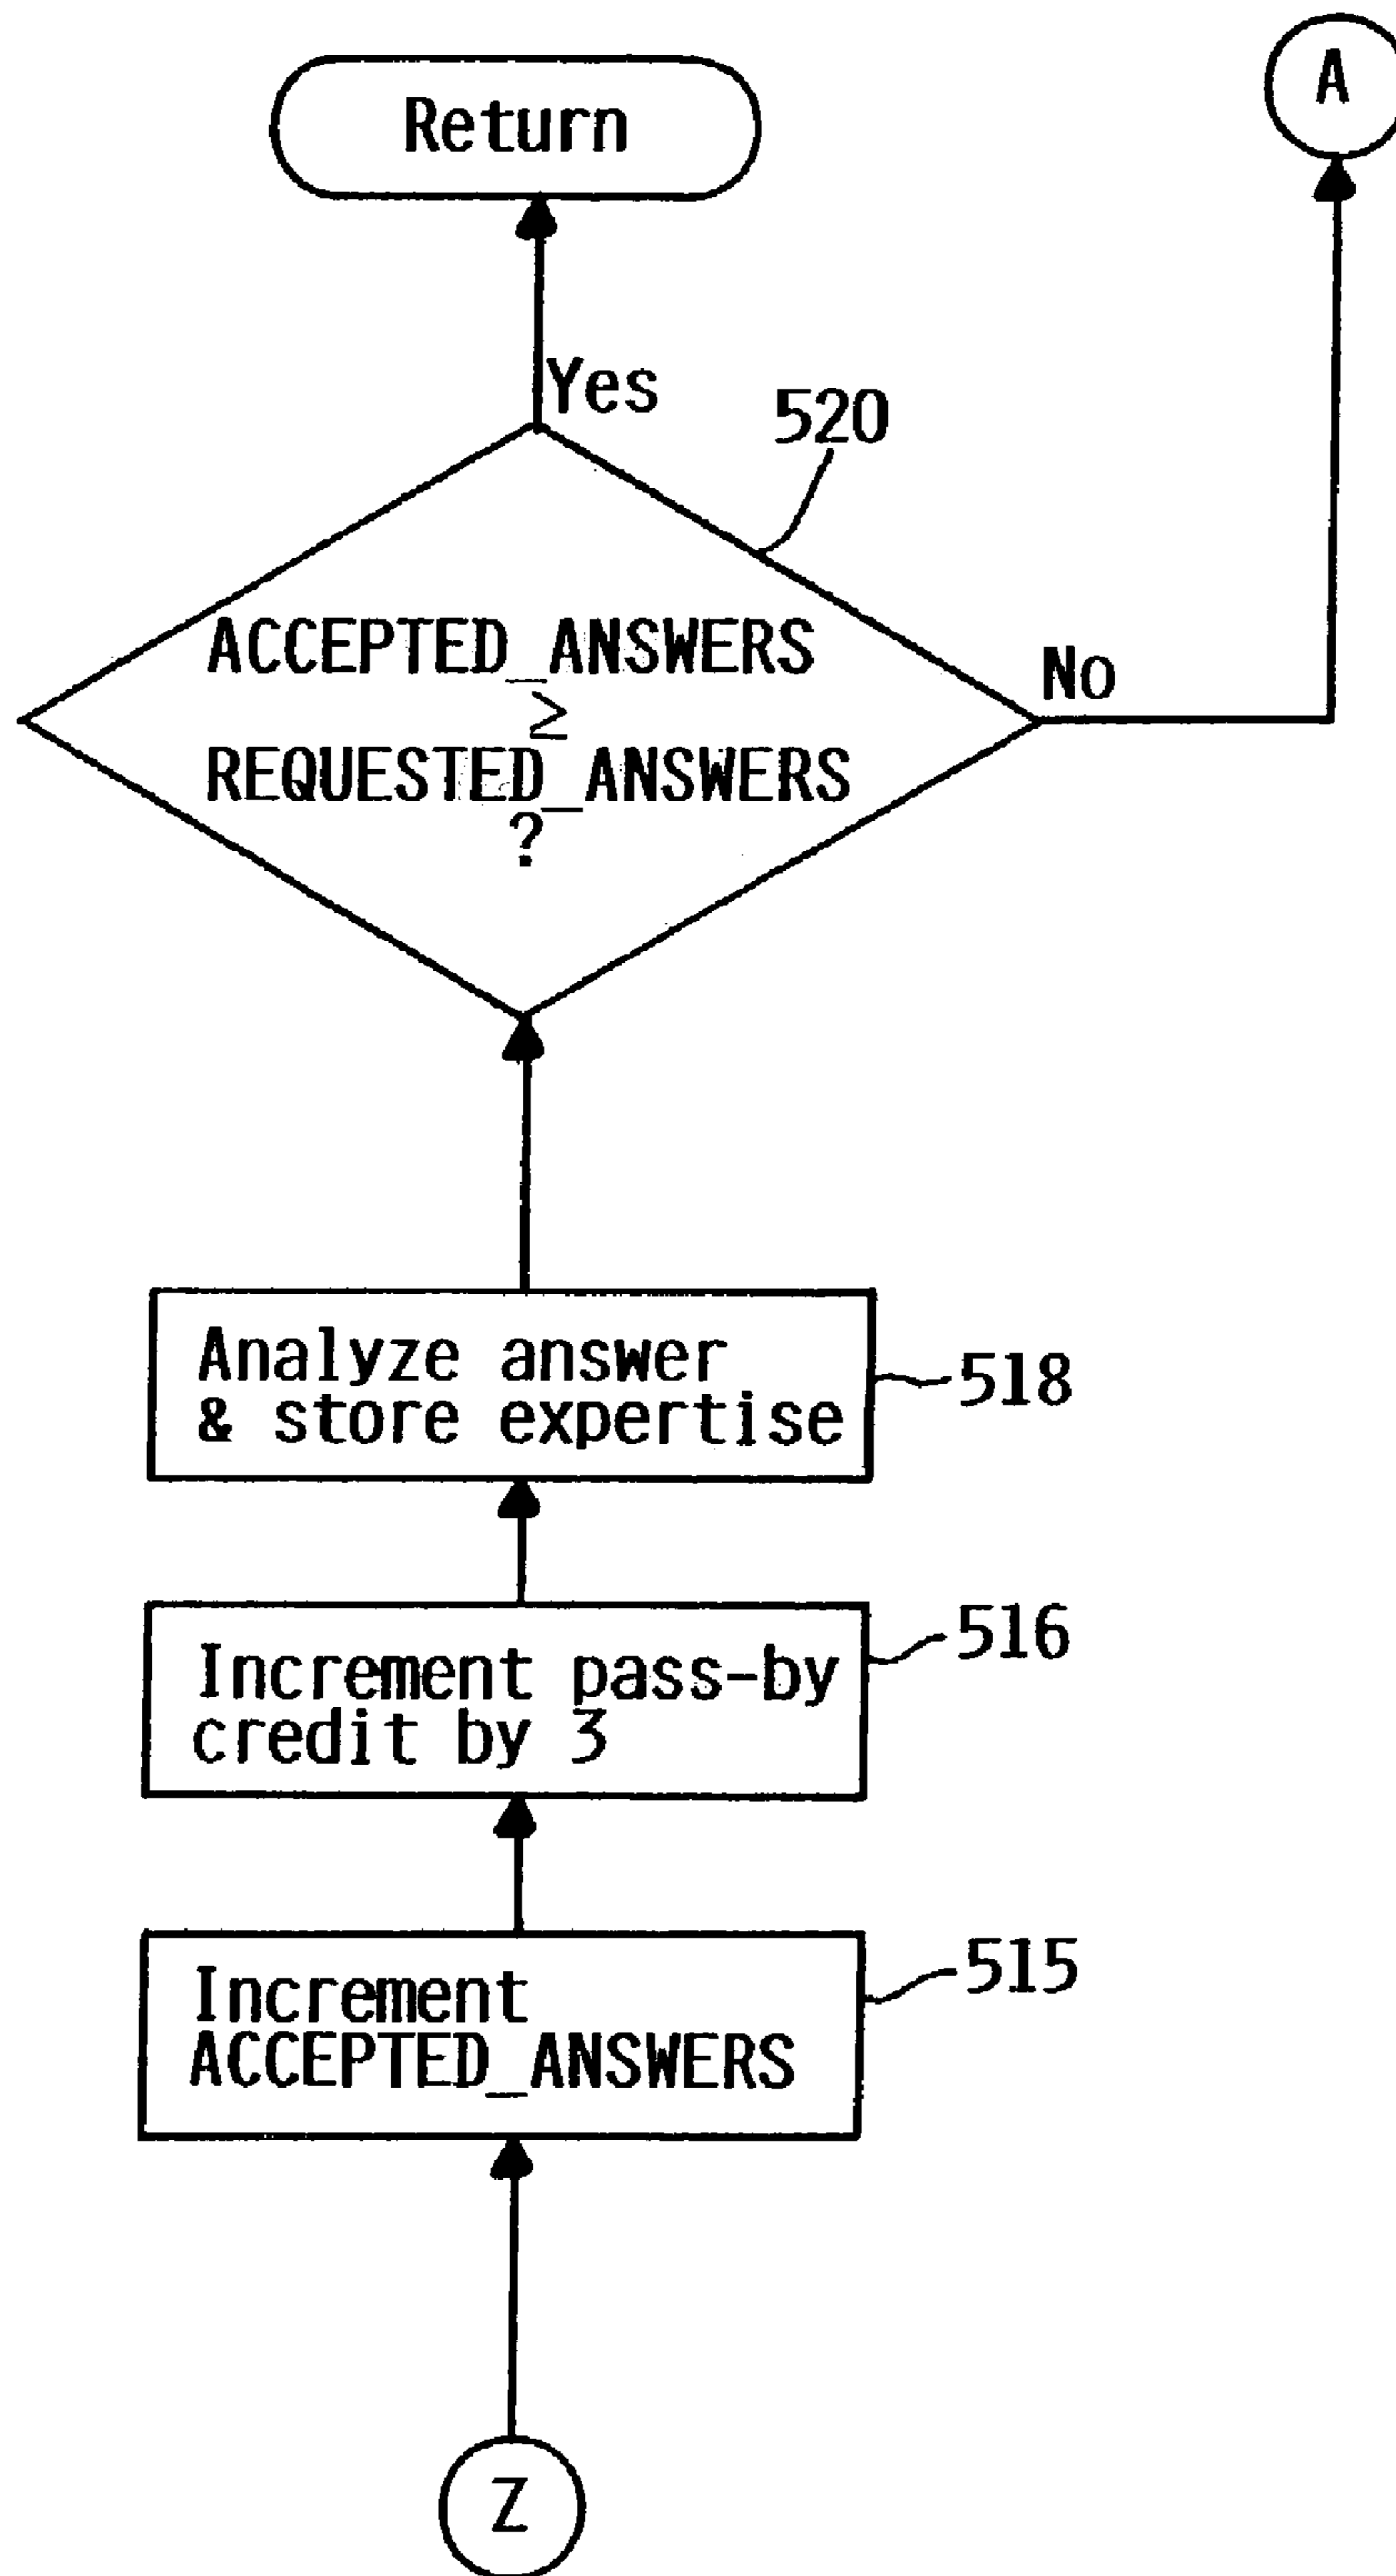 Return
A
Yes
520
ACCEPTED_ANSWERS
≥
REQUESTED_ANSWERS
?
No
Analyze answer
& store expertise
518
Increment pass-by
credit by 3
516
Increment
ACCEPTED_ANSWERS
515
Z